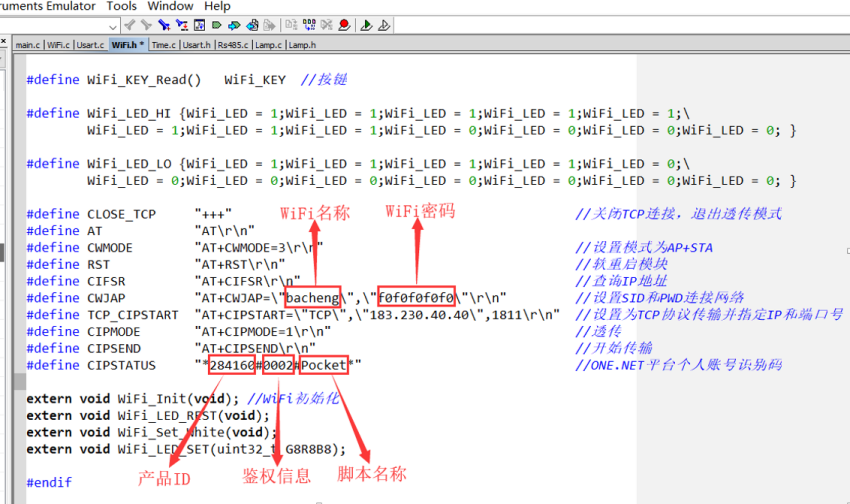 ruments Emulator Tools Window Help
main.c WiFi.c Usart.c WiFi.h * Time.c Usart.h Rs485.c Lamp.c Lamp.h
#define WiFi_KEY_Read() WiFi_KEY //按键
#define WiFi_LED_HI {WiFi_LED = 1;WiFi_LED = 1;WiFi_LED = 1;WiFi_LED = 1;WiFi_LED = 1;\
WiFi_LED = 1;WiFi_LED = 1;WiFi_LED = 1;WiFi_LED = 0;WiFi_LED = 0;WiFi_LED = 0; }
#define WiFi_LED_LO {WiFi_LED = 1;WiFi_LED = 1;WiFi_LED = 1;WiFi_LED = 1;WiFi_LED = 0;\
WiFi_LED = 0;WiFi_LED = 0;WiFi_LED = 0;WiFi_LED = 0;WiFi_LED = 0;WiFi_LED = 0; }
WiFi名称 WiFi密码
#define CLOSE_TCP "+++" //关闭TCP连接，退出透传模式
#define AT "AT\r\n"
#define CWMODE "AT+CWMODE=3\r\n" //设置模式为AP+STA
#define RST "AT+RST\r\n" //软重启模块
#define CIFSR "AT+CIFSR\r\n" //查询IP地址
#define CWJAP "AT+CWJAP=\"bacheng\",\"f0f0f0f0f0\"\r\n" //设置SID和PWD连接网络
#define TCP_CIPSTART "AT+CIPSTART=\"TCP\",\"183.230.40.40\",1811\r\n" //设置为TCP协议传输并指定IP和端口号
#define CIPMODE "AT+CIPMODE=1\r\n" //透传
#define CIPSEND "AT+CIPSEND\r\n" //开始传输
#define CIPSTATUS "*284160#0002#Pocket*" //ONE.NET平台个人账号识别码
extern void WiFi_Init(void); //WiFi初始化
extern void WiFi_LED_REST(void);
extern void WiFi_Set_White(void);
extern void WiFi_LED_SET(uint32_t G8R8B8);
产品ID 鉴权信息 脚本名称
#endif